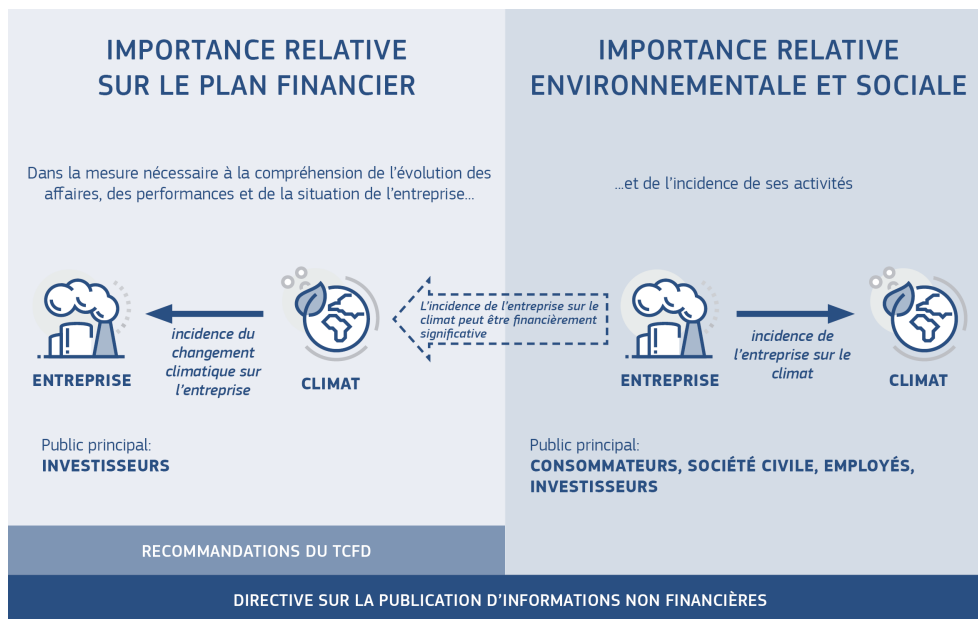 IMPORTANCE RELATIVE
SUR LE PLAN FINANCIER
Dans la mesure nécessaire à la compréhension de l'évolution des
affaires, des performances et de la situation de l'entreprise...
incidence du
changement
climatique sur
l'entreprise
ENTREPRISE
CLIMAT
Public principal:
INVESTISSEURS
L'incidence de l'entreprise sur le
climat peut être financièrement
significative
IMPORTANCE RELATIVE
ENVIRONNEMENTALE ET SOCIALE
...et de l'incidence de ses activités
incidence de
l'entreprise sur le
climat
ENTREPRISE
CLIMAT
Public principal:
CONSOMMATEURS, SOCIÉTÉ CIVILE, EMPLOYÉS,
INVESTISSEURS
RECOMMANDATIONS DU TCFD
DIRECTIVE SUR LA PUBLICATION D'INFORMATIONS NON FINANCIÈRES